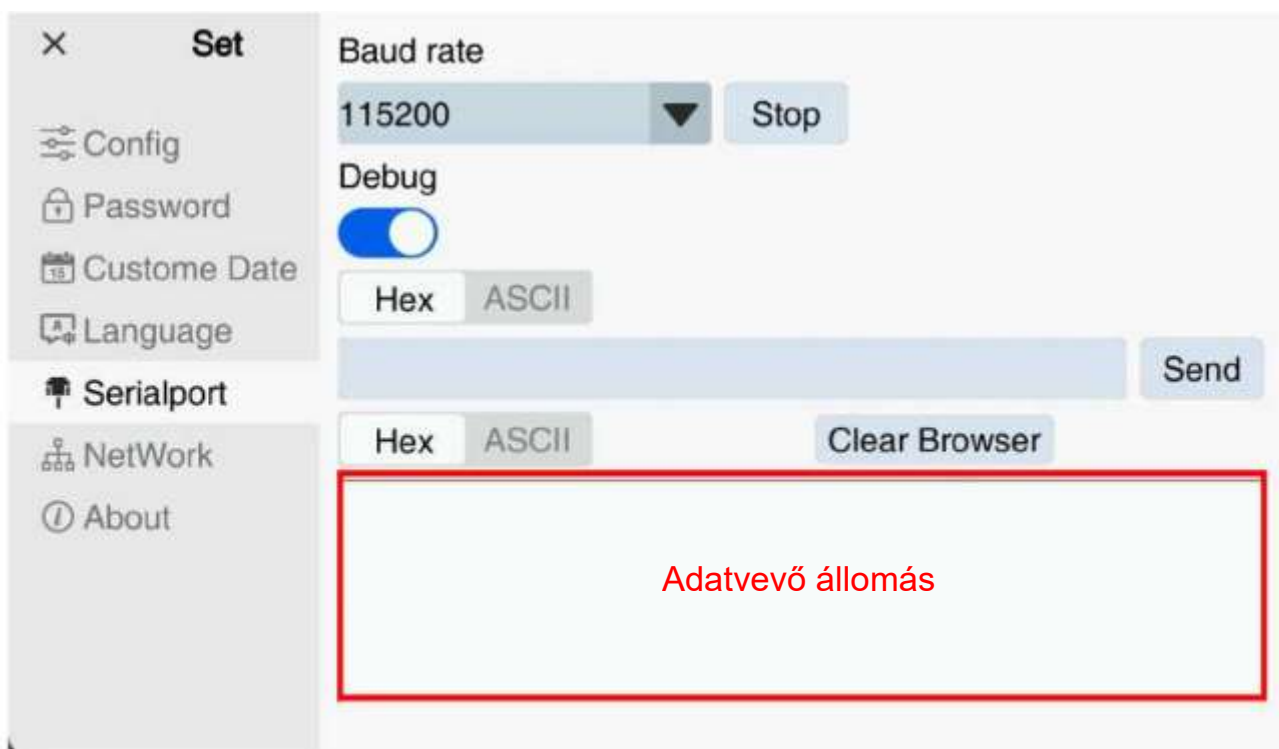 Set
Config
Password
Custome Date
Language
Serialport
NetWork
About
Baud rate
115200
Stop
Debug
Hex ASCII
Send
Hex ASCII Clear Browser
Adatvevő állomás